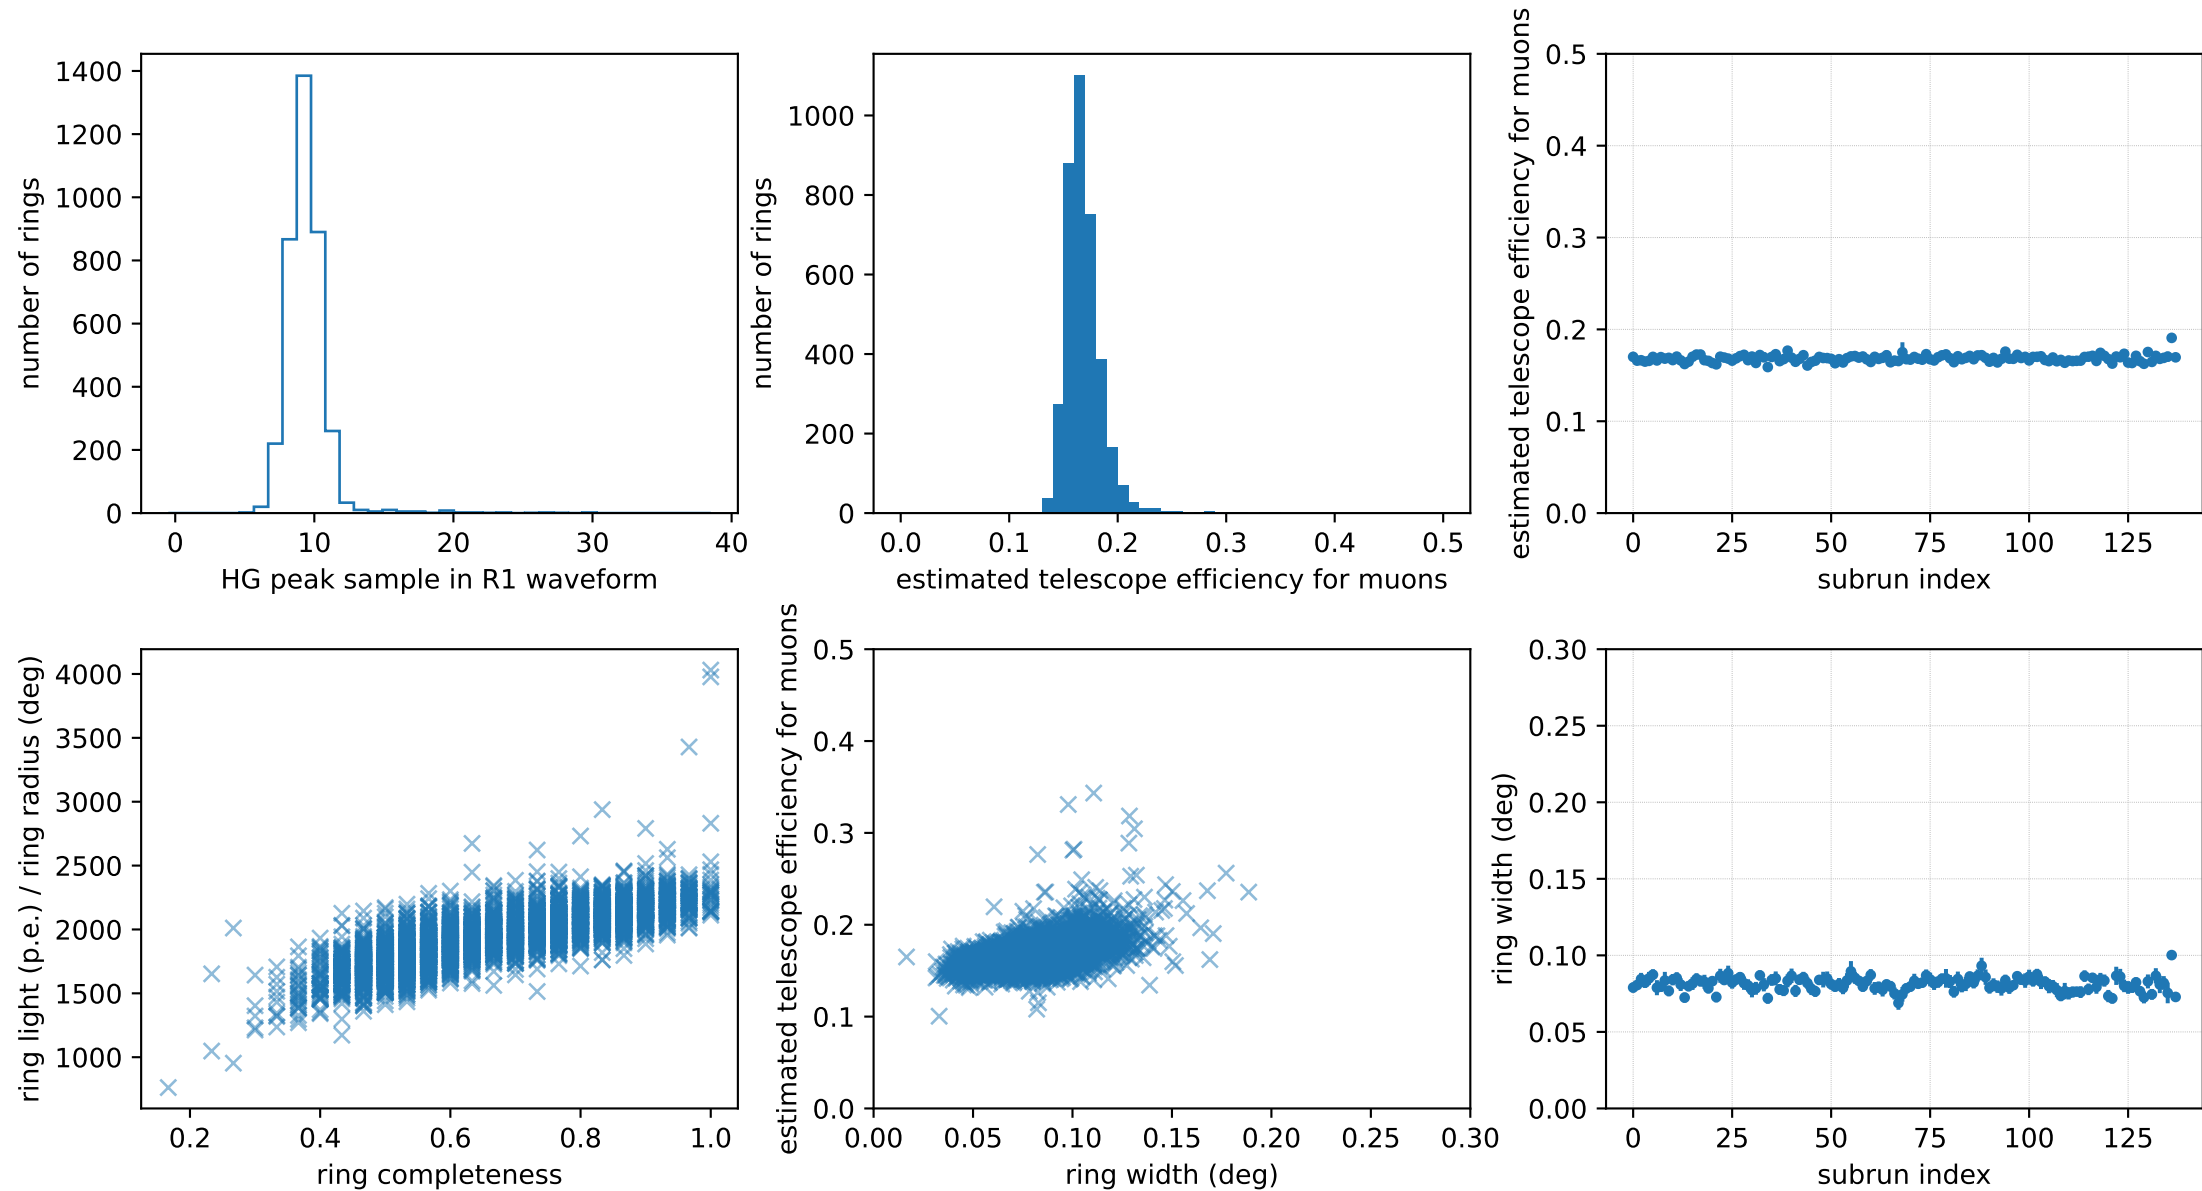 number of rings
1400
1200
1000
800
600
400
200
0
0 10 20 30 40
HG peak sample in R1 waveform
number of rings
1000
800
600
400
200
0
0.0 0.1 0.2 0.3 0.4 0.5
estimated telescope efficiency for muons
estimated telescope efficiency for muons
0.5
0.4
0.3
0.2
0.1
0.0
0 25 50 75 100 125
subrun index
ring light (p.e.) / ring radius (deg)
4000
3500
3000
2500
2000
1500
1000
0.2 0.4 0.6 0.8 1.0
ring completeness
estimated telescope efficiency for muons
0.5
0.4
0.3
0.2
0.1
0.0
0.00 0.05 0.10 0.15 0.20 0.25 0.30
ring width (deg)
ring width (deg)
0.30
0.25
0.20
0.15
0.10
0.05
0.00
0 25 50 75 100 125
subrun index